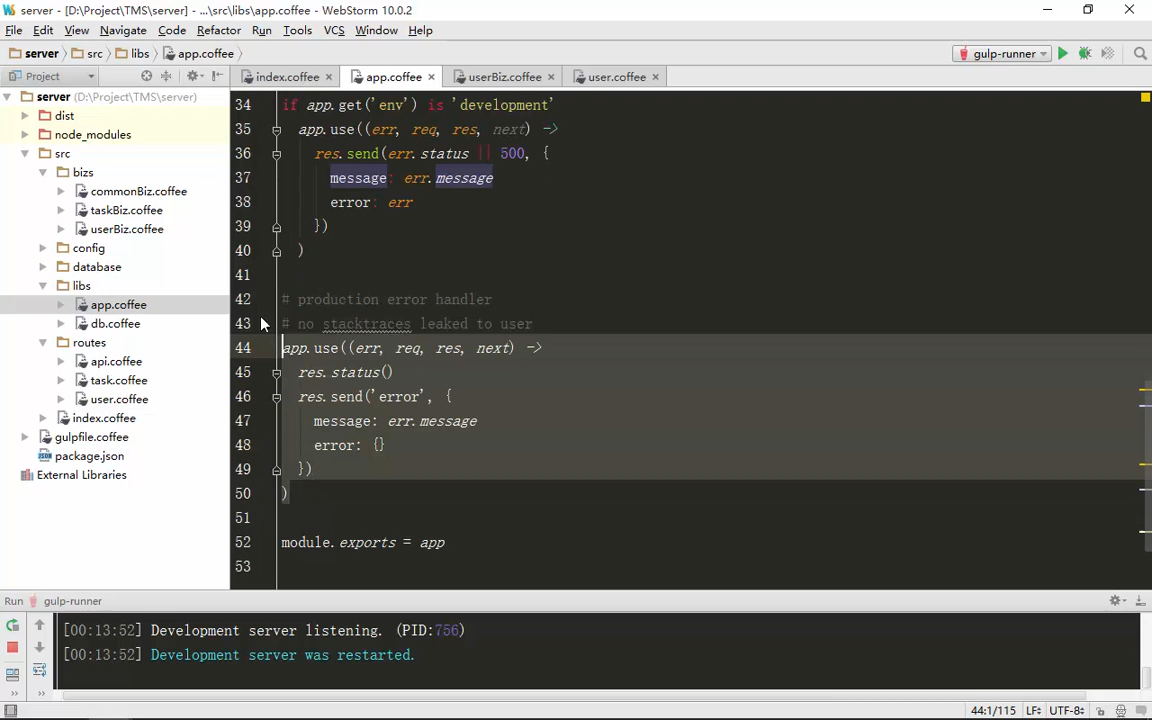 server - [D:\Project\TMS\server] - ...\src\libs\app.coffee - WebStorm 10.0.2
File Edit View Navigate Code Refactor Run Tools VCS Window Help
server src libs app.coffee gulp-runner
Project index.coffee app.coffee userBiz.coffee user.coffee
server (D:\Project\TMS\server)
dist
node_modules
src
bizs
commonBiz.coffee
taskBiz.coffee
userBiz.coffee
config
database
libs
app.coffee
db.coffee
routes
api.coffee
task.coffee
user.coffee
index.coffee
gulpfile.coffee
package.json
External Libraries
34 if app.get('env') is 'development'
35 app.use((err, req, res, next) ->
36 res.send(err.status || 500, {
37 message: err.message
38 error: err
39 })
40 )
41
42 # production error handler
43 # no stacktraces leaked to user
44 app.use((err, req, res, next) ->
45 res.status()
46 res.send('error', {
47 message: err.message
48 error: {}
49 })
50 )
51
52 module.exports = app
53
Run gulp-runner
[00:13:52] Development server listening. (PID:756)
[00:13:52] Development server was restarted.
44:1/115 LF UTF-8